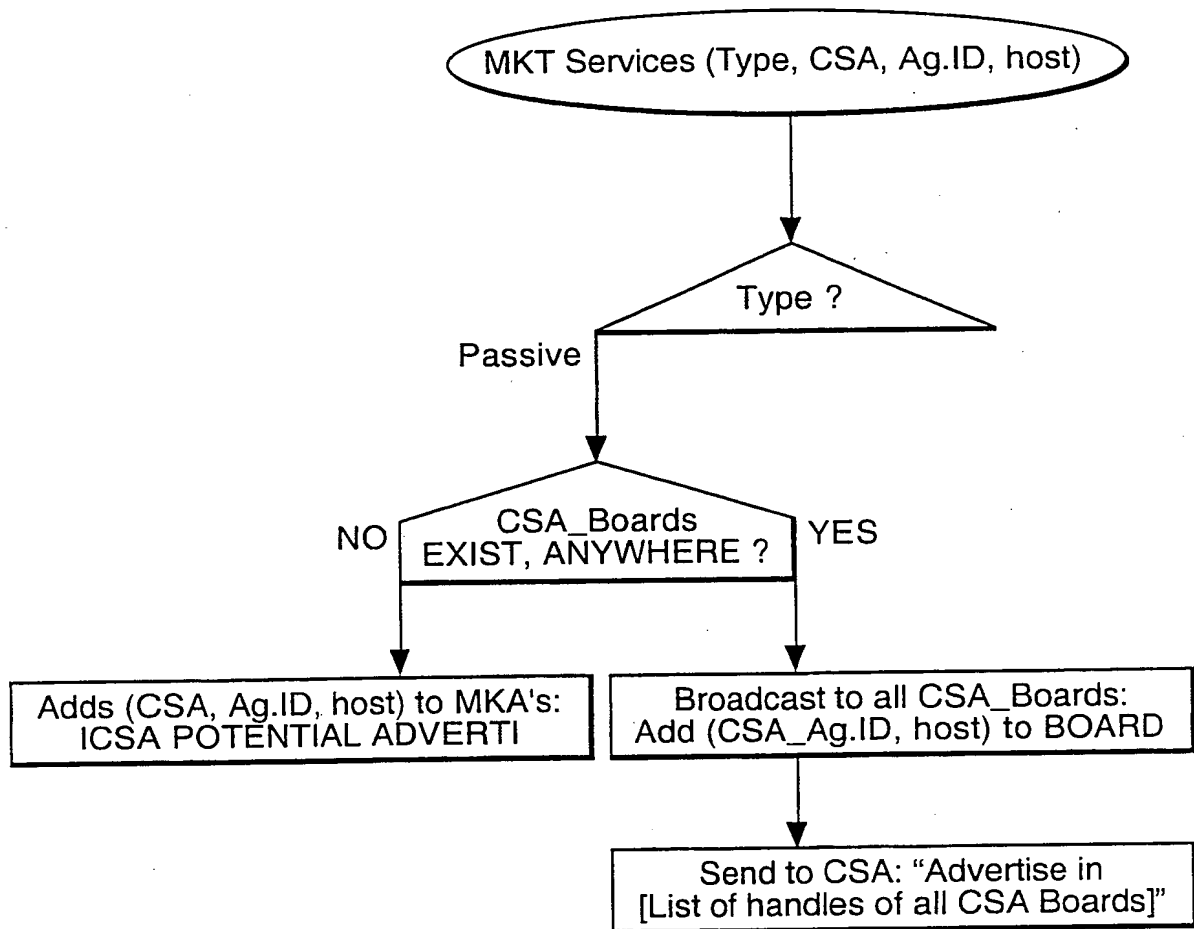 MKT Services (Type, CSA, Ag.ID, host)
Type ?
Passive
CSA_Boards
EXIST, ANYWHERE ?
NO
YES
Adds (CSA, Ag.ID, host) to MKA's:
ICSA POTENTIAL ADVERTI
Broadcast to all CSA_Boards:
Add (CSA_Ag.ID, host) to BOARD
Send to CSA: “Advertise in
[List of handles of all CSA Boards]”